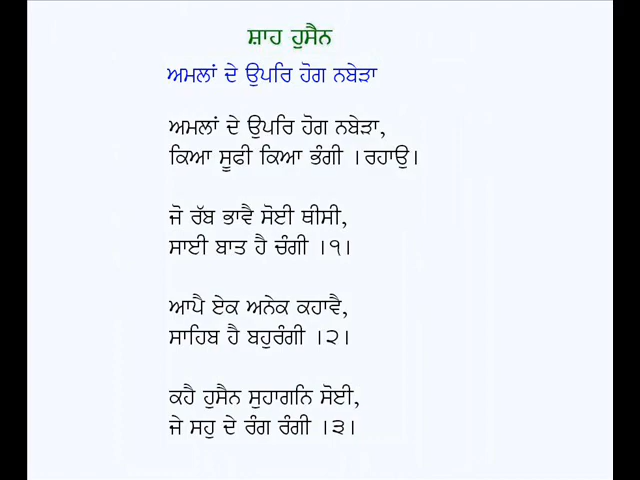 ਸ਼ਾਹ ਹੁਸੈਨ
ਅਮਲਾਂ ਦੇ ਉਪਰਿ ਹੋਗ ਨਬੇੜਾ
ਅਮਲਾਂ ਦੇ ਉਪਰਿ ਹੋਗ ਨਬੇੜਾ,
ਕਿਆ ਸੂਫੀ ਕਿਆ ਭੰਗੀ ।ਰਹਾਉ।
ਜੋ ਰੱਬ ਭਾਵੈ ਸੋਈ ਥੀਸੀ,
ਸਾਈ ਬਾਤ ਹੈ ਚੰਗੀ ।੧।
ਆਪੈ ਏਕ ਅਨੇਕ ਕਹਾਵੈ,
ਸਾਹਿਬ ਹੈ ਬਹੁਰੰਗੀ ।੨।
ਕਹੈ ਹੁਸੈਨ ਸੁਹਾਗਨਿ ਸੋਈ,
ਜੇ ਸਹੁ ਦੇ ਰੰਗ ਰੰਗੀ ।੩।